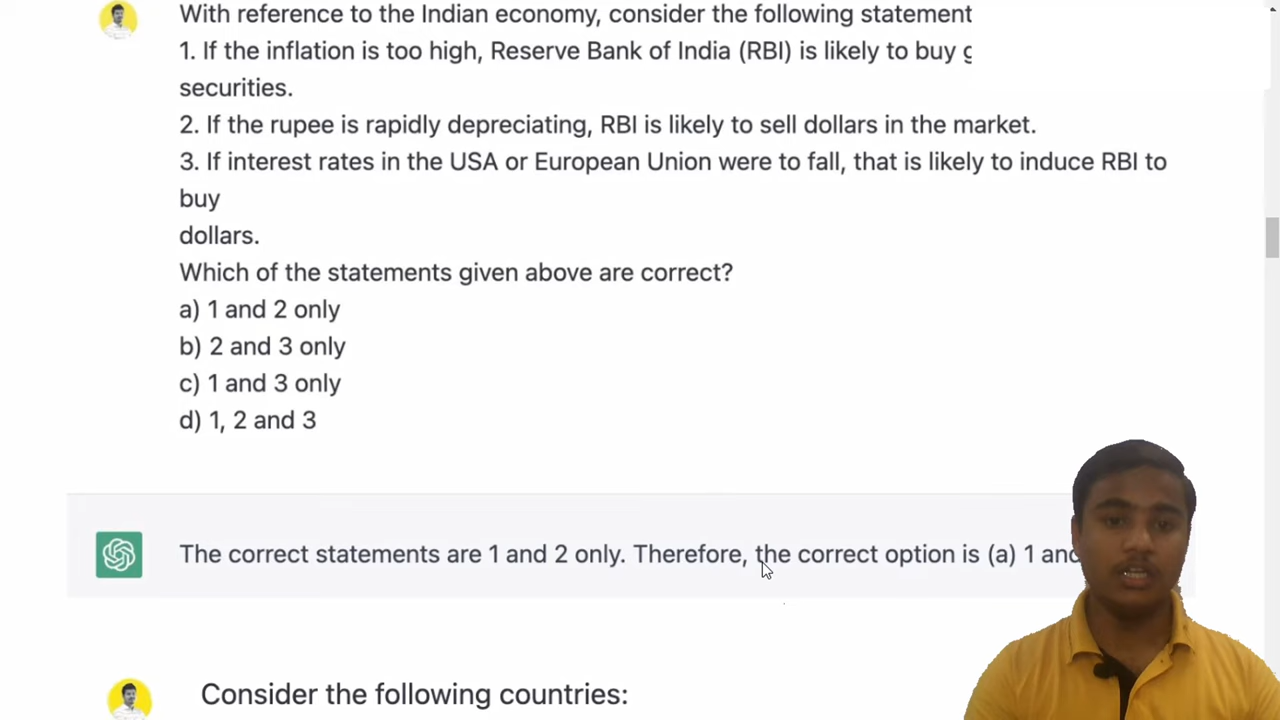 With reference to the Indian economy, consider the following statement
1. If the inflation is too high, Reserve Bank of India (RBI) is likely to buy
securities.
2. If the rupee is rapidly depreciating, RBI is likely to sell dollars in the market.
3. If interest rates in the USA or European Union were to fall, that is likely to induce RBI to
buy
dollars.
Which of the statements given above are correct?
a) 1 and 2 only
b) 2 and 3 only
c) 1 and 3 only
d) 1, 2 and 3
The correct statements are 1 and 2 only. Therefore, the correct option is (a) 1 and
Consider the following countries: